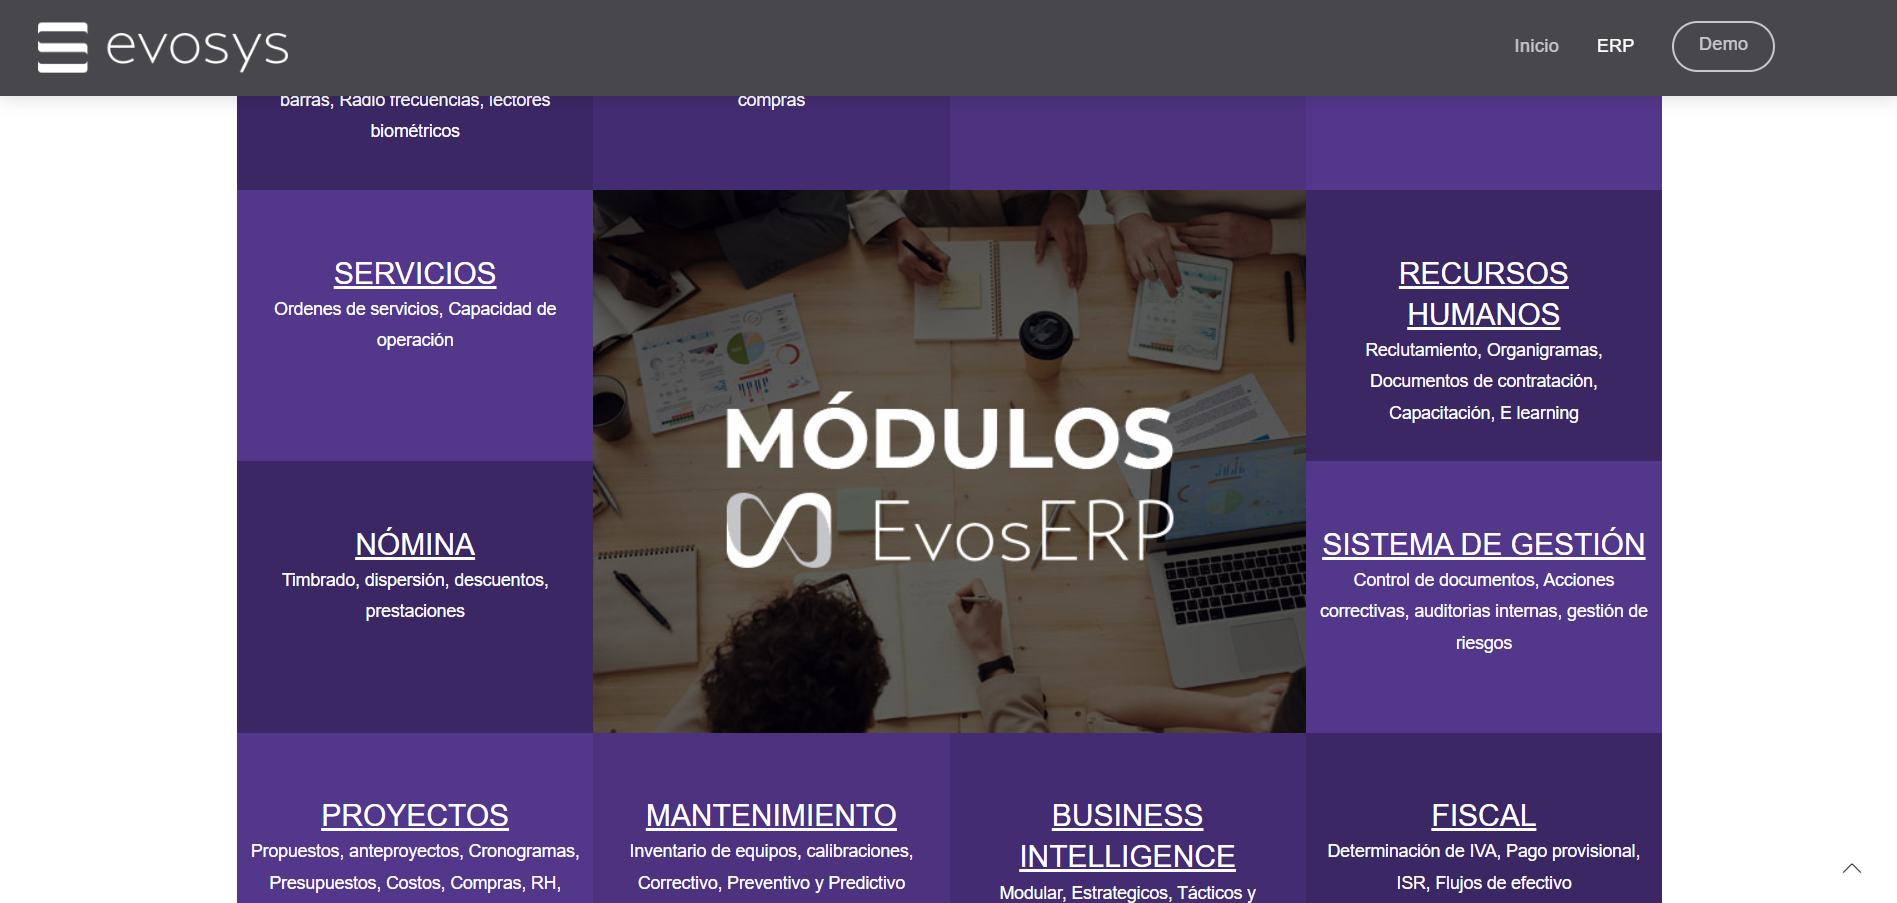 evosys
Inicio
ERP
Demo
barras, Radio frecuencias, lectores
biométricos
compras
SERVICIOS
Ordenes de servicios, Capacidad de
operación
RECURSOS
HUMANOS
Reclutamiento, Organigramas,
Documentos de contratación,
Capacitación, E learning
MÓDULOS
EvosERP
NÓMINA
Timbrado, dispersión, descuentos,
prestaciones
SISTEMA DE GESTIÓN
Control de documentos, Acciones
correctivas, auditorias internas, gestión de
riesgos
PROYECTOS
Propuestos, anteproyectos, Cronogramas,
Presupuestos, Costos, Compras, RH,
MANTENIMIENTO
Inventario de equipos, calibraciones,
Correctivo, Preventivo y Predictivo
BUSINESS
INTELLIGENCE
Modular, Estrategicos, Tácticos y
FISCAL
Determinación de IVA, Pago provisional,
ISR, Flujos de efectivo